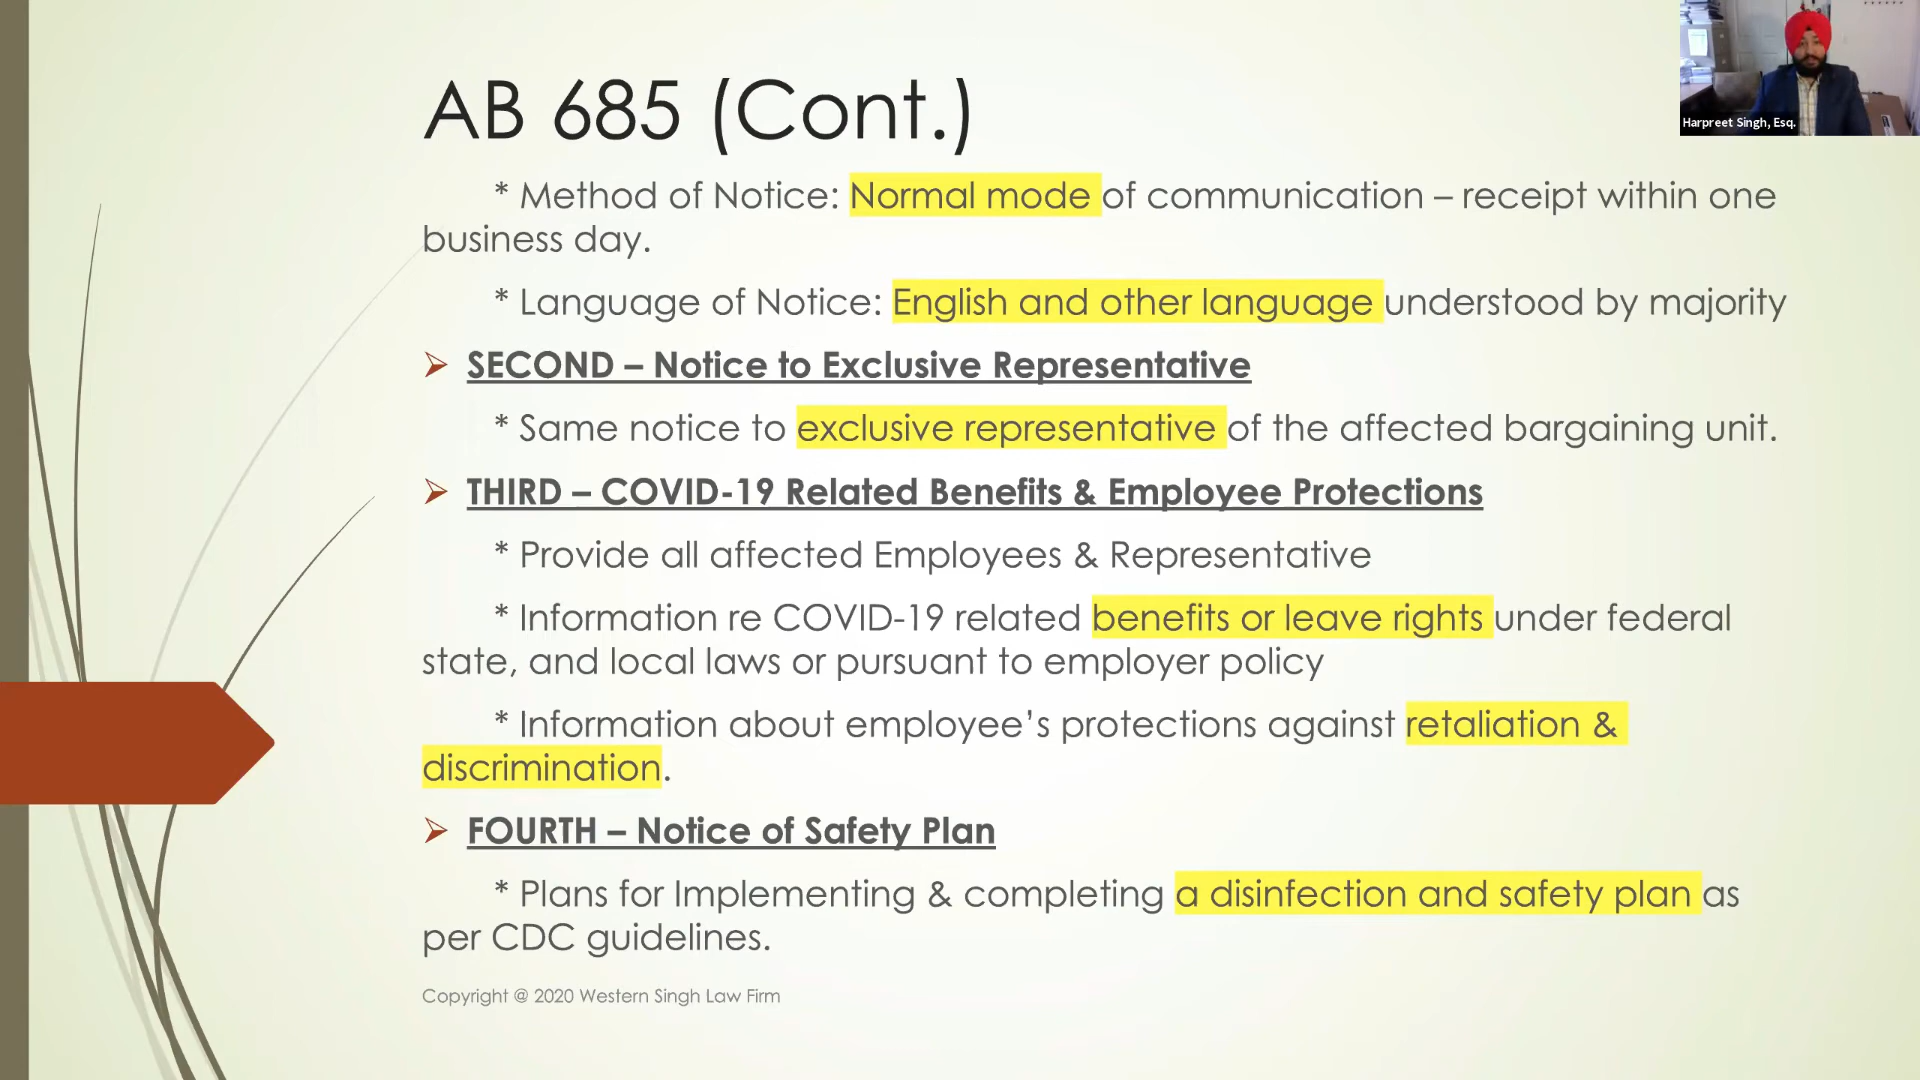 AB 685 (Cont.)
Harpreet Singh, Esq.
* Method of Notice: Normal mode of communication – receipt within one
business day.
* Language of Notice: English and other language understood by majority
SECOND – Notice to Exclusive Representative
* Same notice to exclusive representative of the affected bargaining unit.
THIRD – COVID-19 Related Benefits & Employee Protections
* Provide all affected Employees & Representative
* Information re COVID-19 related benefits or leave rights under federal
state, and local laws or pursuant to employer policy
* Information about employee’s protections against retaliation &
discrimination.
FOURTH – Notice of Safety Plan
* Plans for Implementing & completing a disinfection and safety plan as
per CDC guidelines.
Copyright @ 2020 Western Singh Law Firm